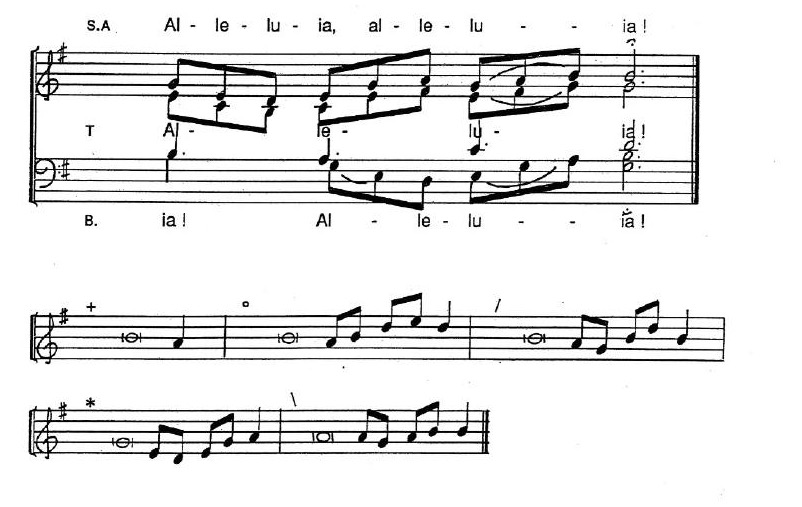 S.A Al - le - lu - ia, al - le - lu - - ia !
T Al - le - lu - ia !
B. ia ! Al - le - lu - - ia !
+ ° /
* \